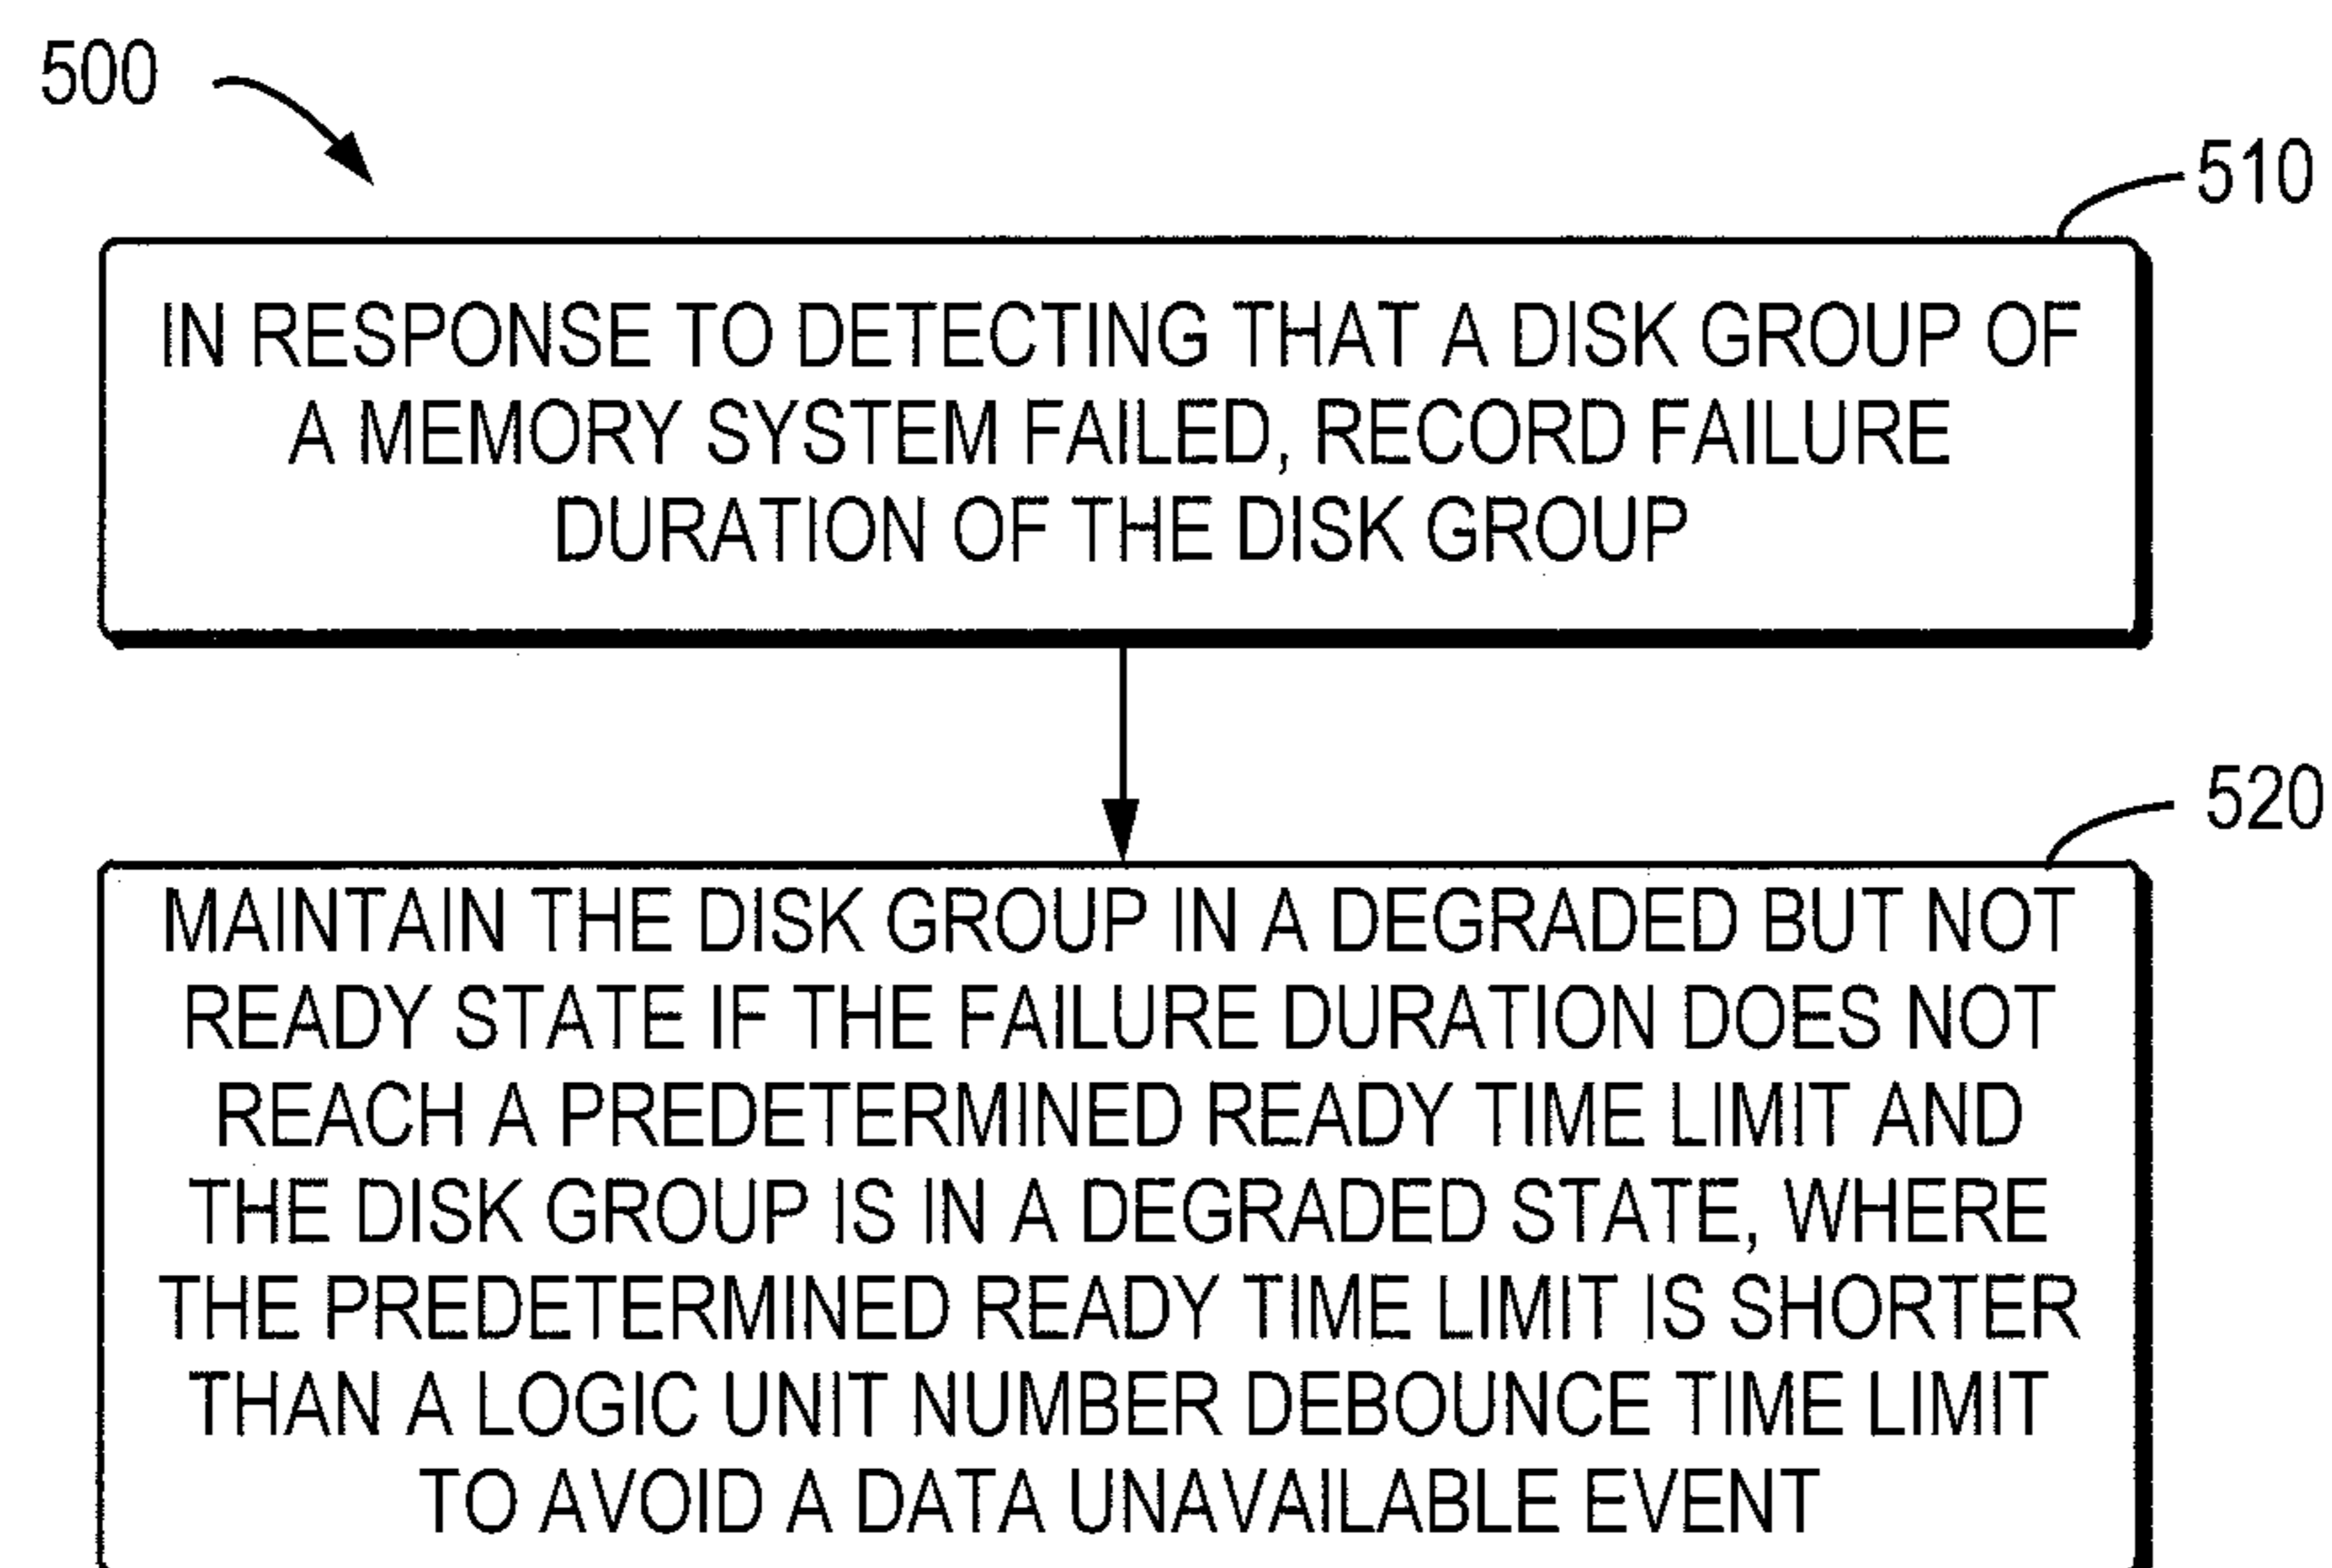 500
510
IN RESPONSE TO DETECTING THAT A DISK GROUP OF
A MEMORY SYSTEM FAILED, RECORD FAILURE
DURATION OF THE DISK GROUP
520
MAINTAIN THE DISK GROUP IN A DEGRADED BUT NOT
READY STATE IF THE FAILURE DURATION DOES NOT
REACH A PREDETERMINED READY TIME LIMIT AND
THE DISK GROUP IS IN A DEGRADED STATE, WHERE
THE PREDETERMINED READY TIME LIMIT IS SHORTER
THAN A LOGIC UNIT NUMBER DEBOUNCE TIME LIMIT
TO AVOID A DATA UNAVAILABLE EVENT